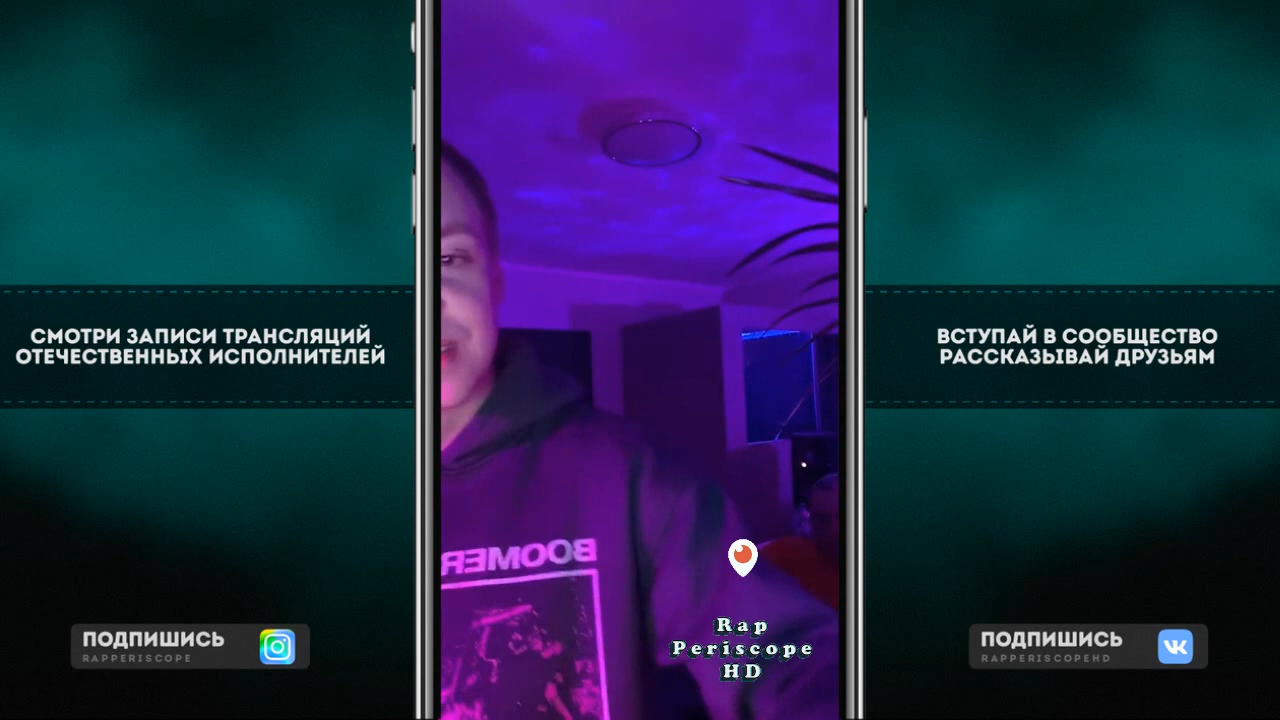 СМОТРИ ЗАПИСИ ТРАНСЛЯЦИЙ
ОТЕЧЕСТВЕННЫХ ИСПОЛНИТЕЛЕЙ
ВСТУПАЙ В СООБЩЕСТВО
РАССКАЗЫВАЙ ДРУЗЬЯМ
BOOMER
Rap
Periscope
HD
ПОДПИШИСЬ
RAPPERISCOPE
ПОДПИШИСЬ
RAPPERISCOPEHD